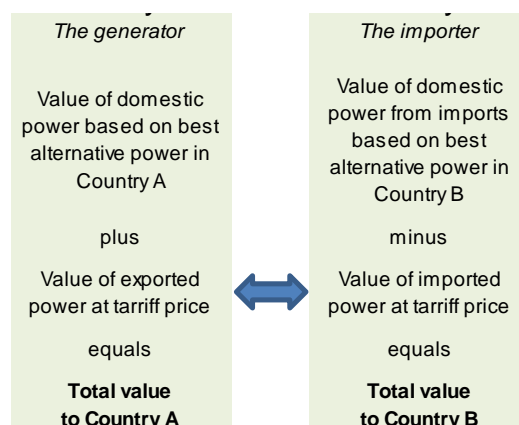 The generator
Value of domestic
power based on best
alternative power in
Country A
plus
Value of exported
power at tarriff price
equals
Total value
to Country A
The importer
Value of domestic
power from imports
based on best
alternative power in
Country B
minus
Value of imported
power at tarriff price
equals
Total value
to Country B